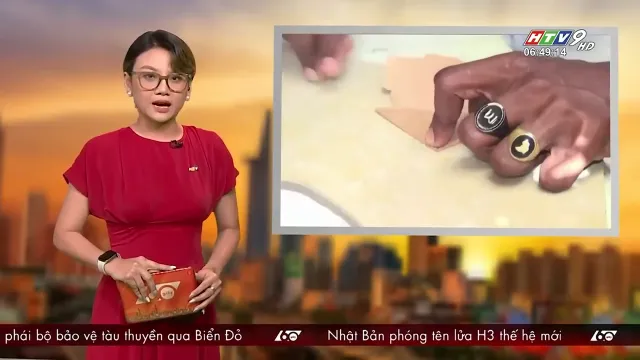 HTV9 HD
06:49:14
phái bộ bảo vệ tàu thuyền qua Biển Đỏ
Nhật Bản phóng tên lửa H3 thế hệ mới